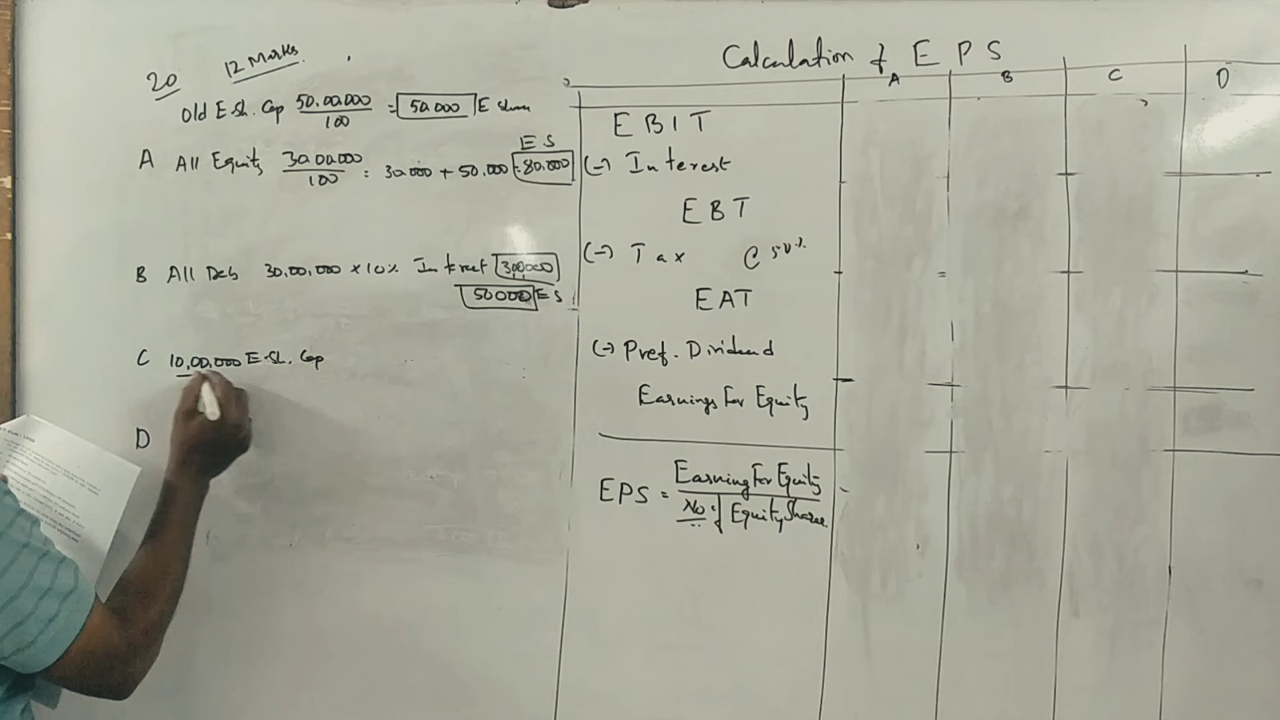 20 12 Marks
Old E.Sh. Cap 50,00,000 / 100 = 50,000 E Shares
A All Equity 30,00,000 / 100 = 30,000 + 50,000 = 80,000 ES
B All Deb 30,00,000 × 10% Interest 3,00,000
50000 ES
C 10,00,000 E.Sh. Cap
D
Calculation of EPS
A B C D
EBIT
(-) Interest
EBT
(-) Tax @ 50%
EAT
(-) Pref. Dividend
Earnings For Equity
EPS = Earning For Equity / No of Equity Shares